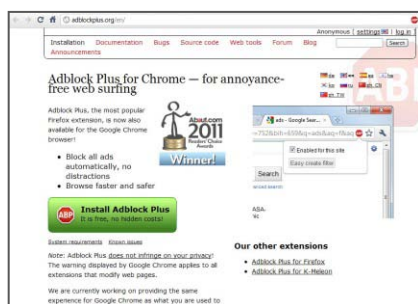 adblockplus.org/en/
Anonymous | settings | log in
Installation Documentation Bugs Source code Web tools Forum Blog
Search
Announcements
Adblock Plus for Chrome — for annoyance-
free web surfing
de en es
ru
Adblock Plus, the most popular
Firefox extension, is now also
available for the Google Chrome
browser!
• Block all ads
automatically, no
distractions
• Browse faster and safer
About.com
2011
Readers' Choice
Awards
Winner!
ads - Google Sear...
Enabled for this site
Easy create filter
Search
ABP
Install Adblock Plus
It is free, no hidden costs!
System requirements Known issues
Note: Adblock Plus does not infringe on your privacy!
The warning displayed by Google Chrome applies to all
extensions that modify web pages.
We are currently working on providing the same
experience for Google Chrome as what you are used to
Our other extensions
• Adblock Plus for Firefox
• Adblock Plus for K-Meleon